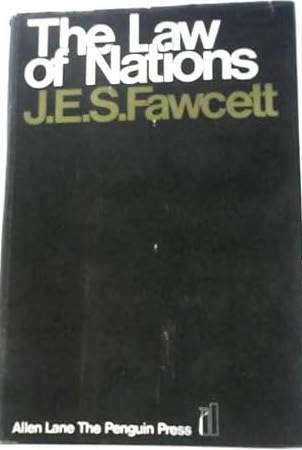 The Law
of Nations
J.E.S.Fawcett
Allen Lane The Penguin Press